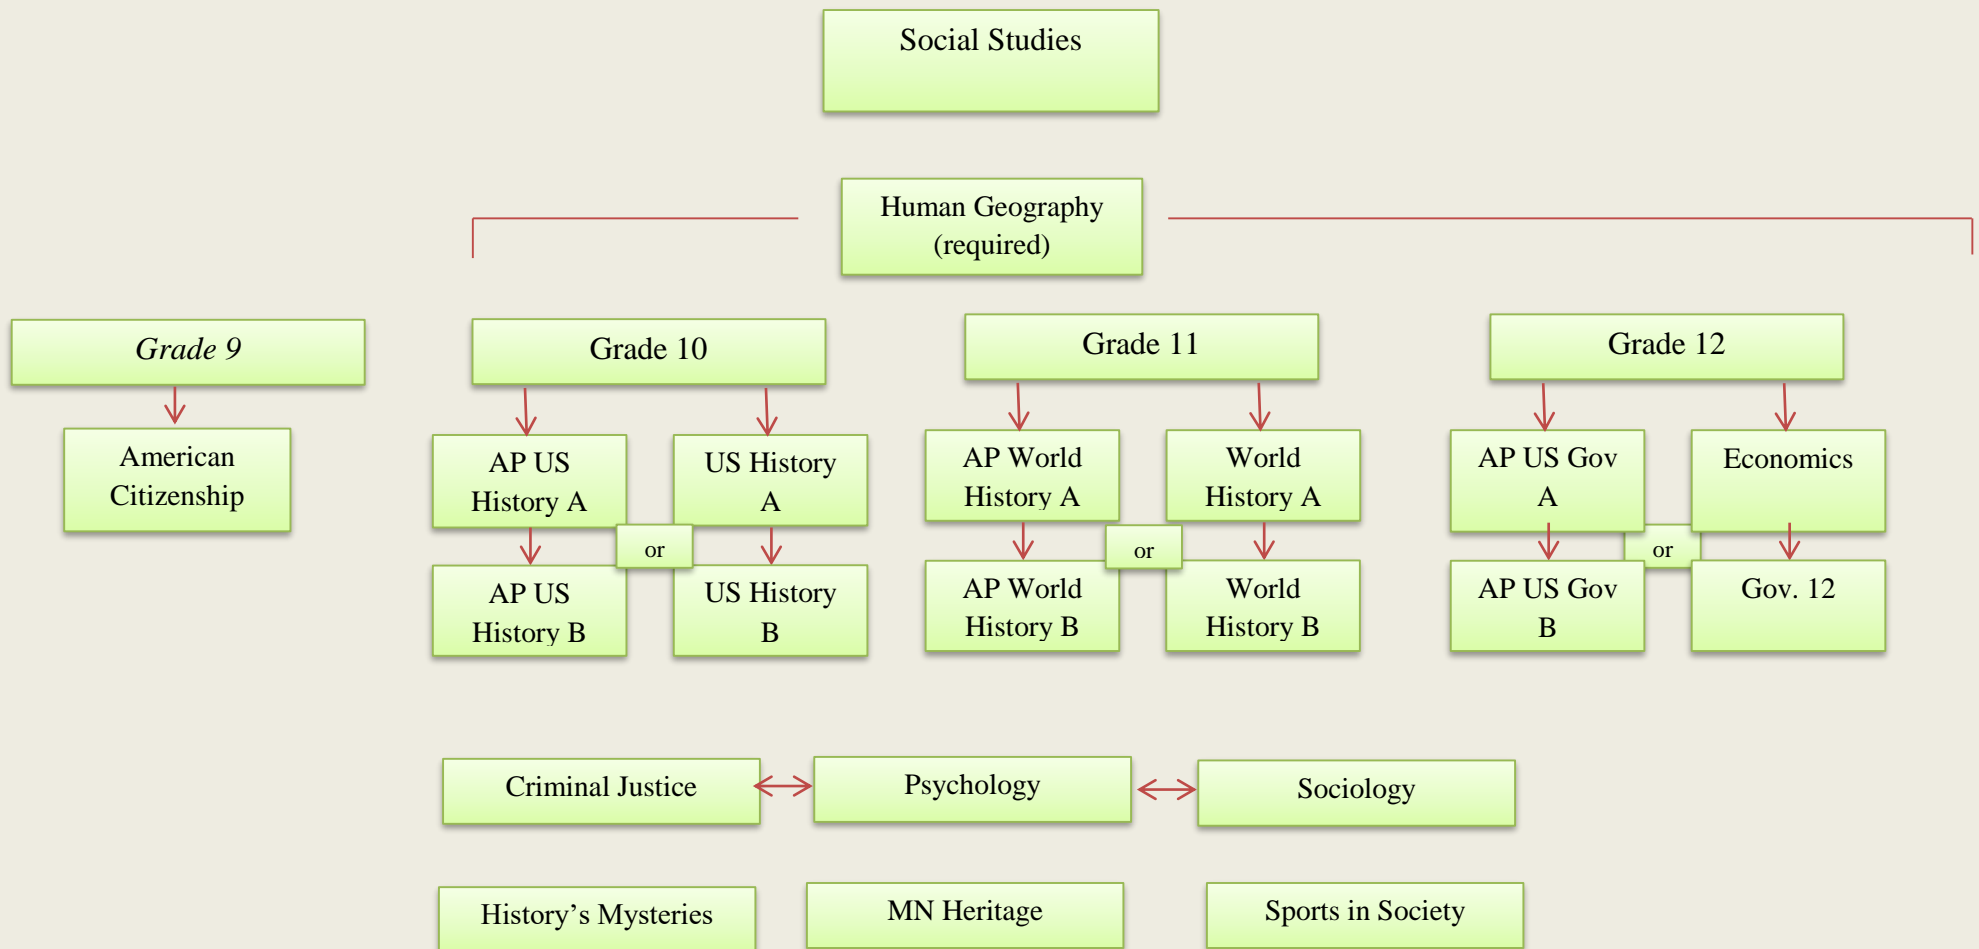 Social Studies
Human Geography
(required)
Grade 9
Grade 10
Grade 11
Grade 12
American
Citizenship
AP US
History A
US History
A
AP World
History A
World
History A
AP US Gov
A
Economics
or
or
or
AP US
History B
US History
B
AP World
History B
World
History B
AP US Gov
B
Gov. 12
Criminal Justice
Psychology
Sociology
History’s Mysteries
MN Heritage
Sports in Society